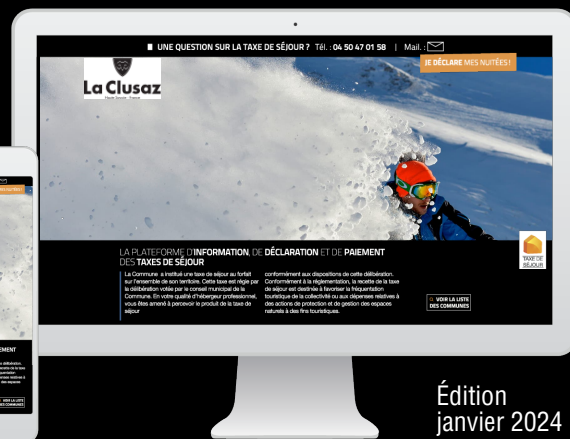 UNE QUESTION SUR LA TAXE DE SÉJOUR ? Tél. : 04 50 47 01 58 | Mail. :
JE DÉCLARE MES NUITÉES !
La Clusaz
LA PLATEFORME D'INFORMATION, DE DÉCLARATION ET DE PAIEMENT
DES TAXES DE SÉJOUR
La Commune a institué une taxe de séjour au forfait
sur l'ensemble de son territoire. Cette taxe est régie par
la délibération votée par le conseil municipal de la
Commune. En votre qualité d'hébergeur professionnel,
vous êtes amené à percevoir le produit de la taxe de
séjour
conformément aux dispositions de cette délibération.
Conformément à la réglementation, la recette de la taxe
de séjour est destinée à favoriser la fréquentation
touristique de la collectivité ou aux dépenses relatives à
des actions de protection et de gestion des espaces
naturels à des fins touristiques.
TAXE DE
SÉJOUR
VOIR LA LISTE
DES COMMUNES
EMENT
VOIR LA LISTE
DES COMMUNES
Édition
janvier 2024